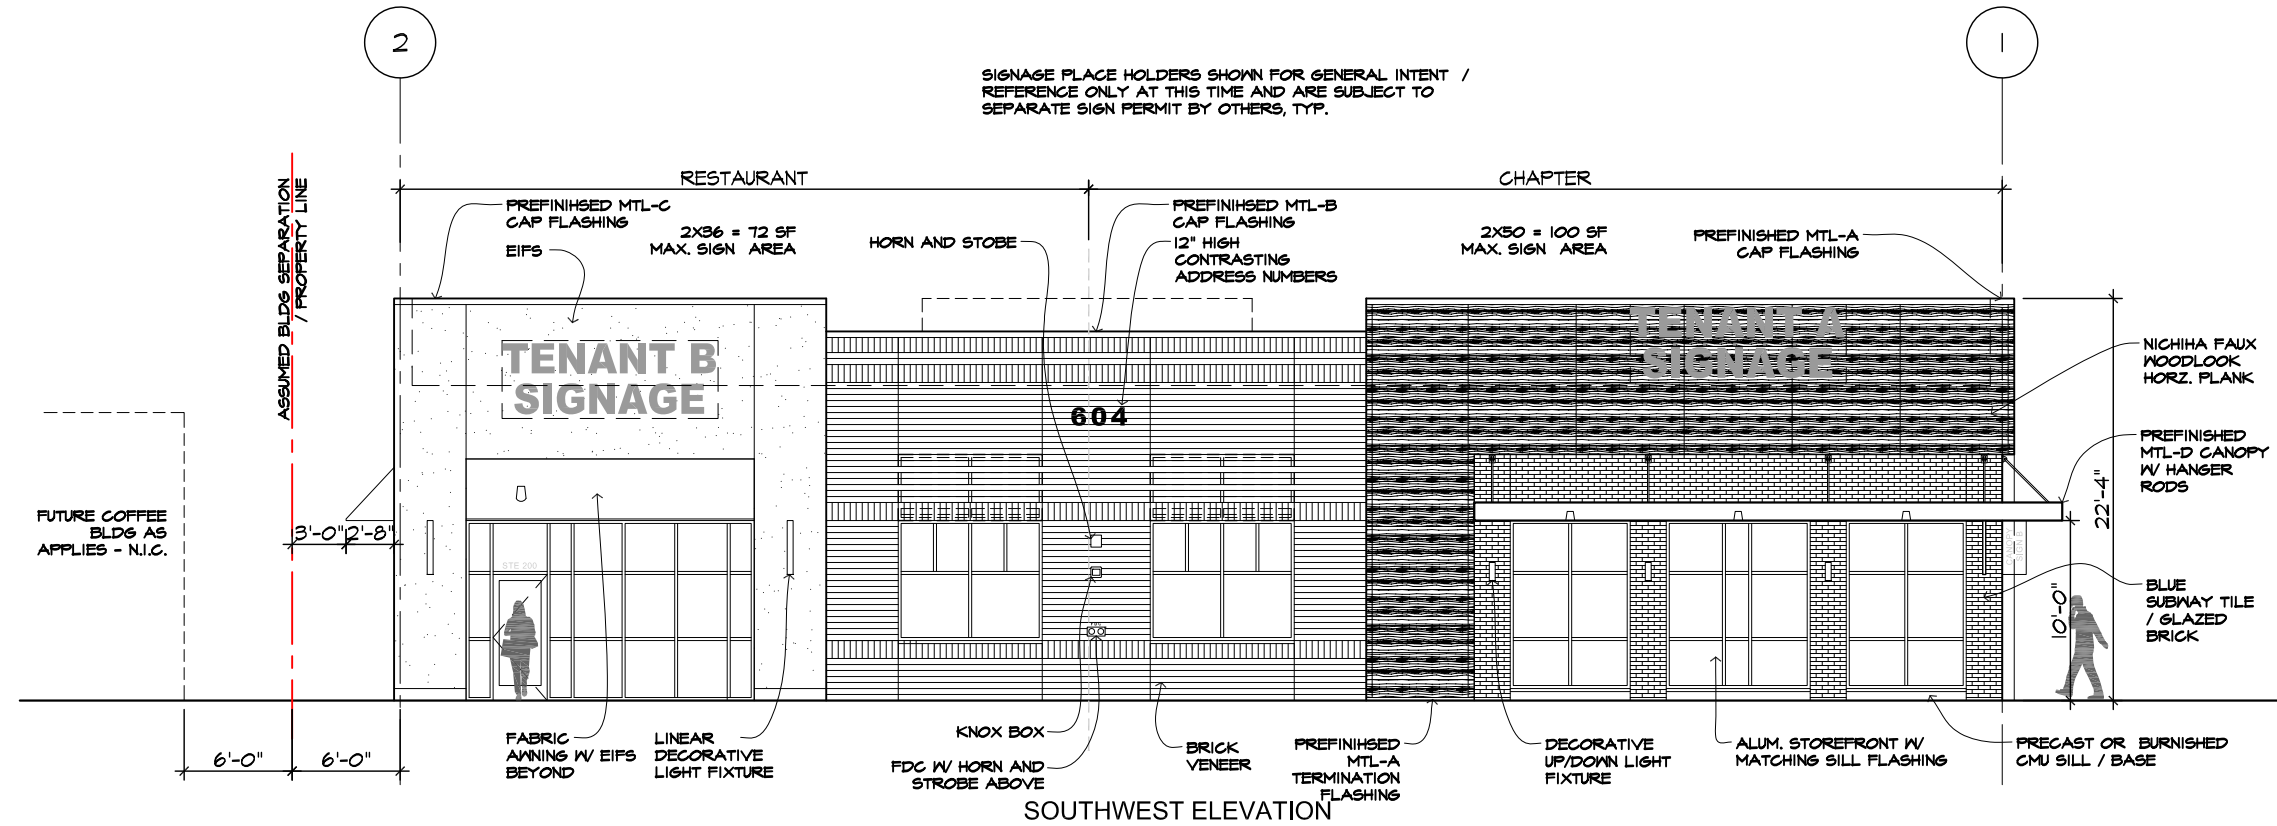 2
1
SIGNAGE PLACE HOLDERS SHOWN FOR GENERAL INTENT /
REFERENCE ONLY AT THIS TIME AND ARE SUBJECT TO
SEPARATE SIGN PERMIT BY OTHERS, TYP.
RESTAURANT
CHAPTER
ASSUMED BLDG SEPARATION
/ PROPERTY LINE
PREFINIHSED MTL-C
CAP FLASHING
EIFS
2X36 = 72 SF
MAX. SIGN AREA
HORN AND STOBE
PREFINIHSED MTL-B
CAP FLASHING
12" HIGH
CONTRASTING
ADDRESS NUMBERS
2X50 = 100 SF
MAX. SIGN AREA
PREFINISHED MTL-A
CAP FLASHING
TENANT B
SIGNAGE
TENANT A
SIGNAGE
604
NICHIHA FAUX
WOODLOOK
HORZ. PLANK
PREFINISHED
MTL-D CANOPY
W/ HANGER
RODS
22'-4"
FUTURE COFFEE
BLDG AS
APPLIES - N.I.C.
3'-0"
2'-8"
STE 200
FDC
CANOPY
SIGN B
10'-0"
BLUE
SUBWAY TILE
/ GLAZED
BRICK
6'-0"
6'-0"
FABRIC
AWNING W/ EIFS
BEYOND
LINEAR
DECORATIVE
LIGHT FIXTURE
KNOX BOX
FDC W/ HORN AND
STROBE ABOVE
BRICK
VENEER
PREFINIHSED
MTL-A
TERMINATION
FLASHING
DECORATIVE
UP/DOWN LIGHT
FIXTURE
ALUM. STOREFRONT W/
MATCHING SILL FLASHING
PRECAST OR BURNISHED
CMU SILL / BASE
SOUTHWEST ELEVATION